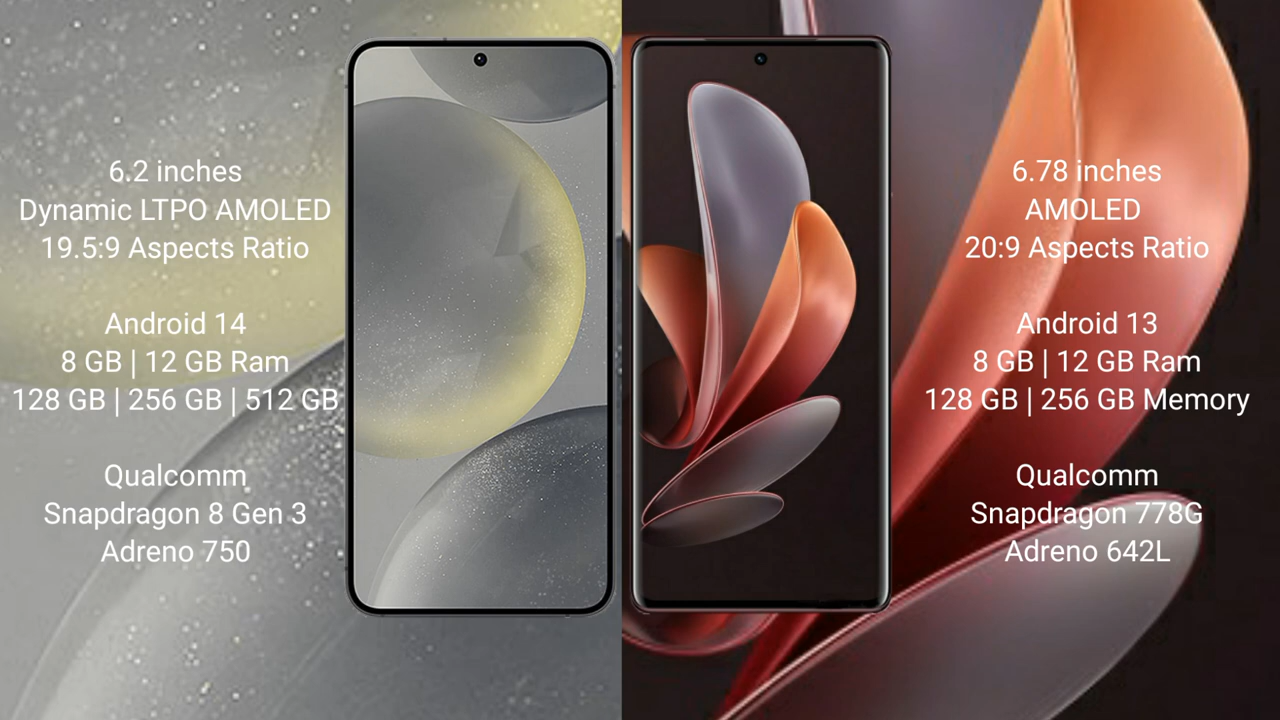 6.2 inches
Dynamic LTPO AMOLED
19.5:9 Aspects Ratio
Android 14
8 GB | 12 GB Ram
128 GB | 256 GB | 512 GB
Qualcomm
Snapdragon 8 Gen 3
Adreno 750
6.78 inches
AMOLED
20:9 Aspects Ratio
Android 13
8 GB | 12 GB Ram
128 GB | 256 GB Memory
Qualcomm
Snapdragon 778G
Adreno 642L